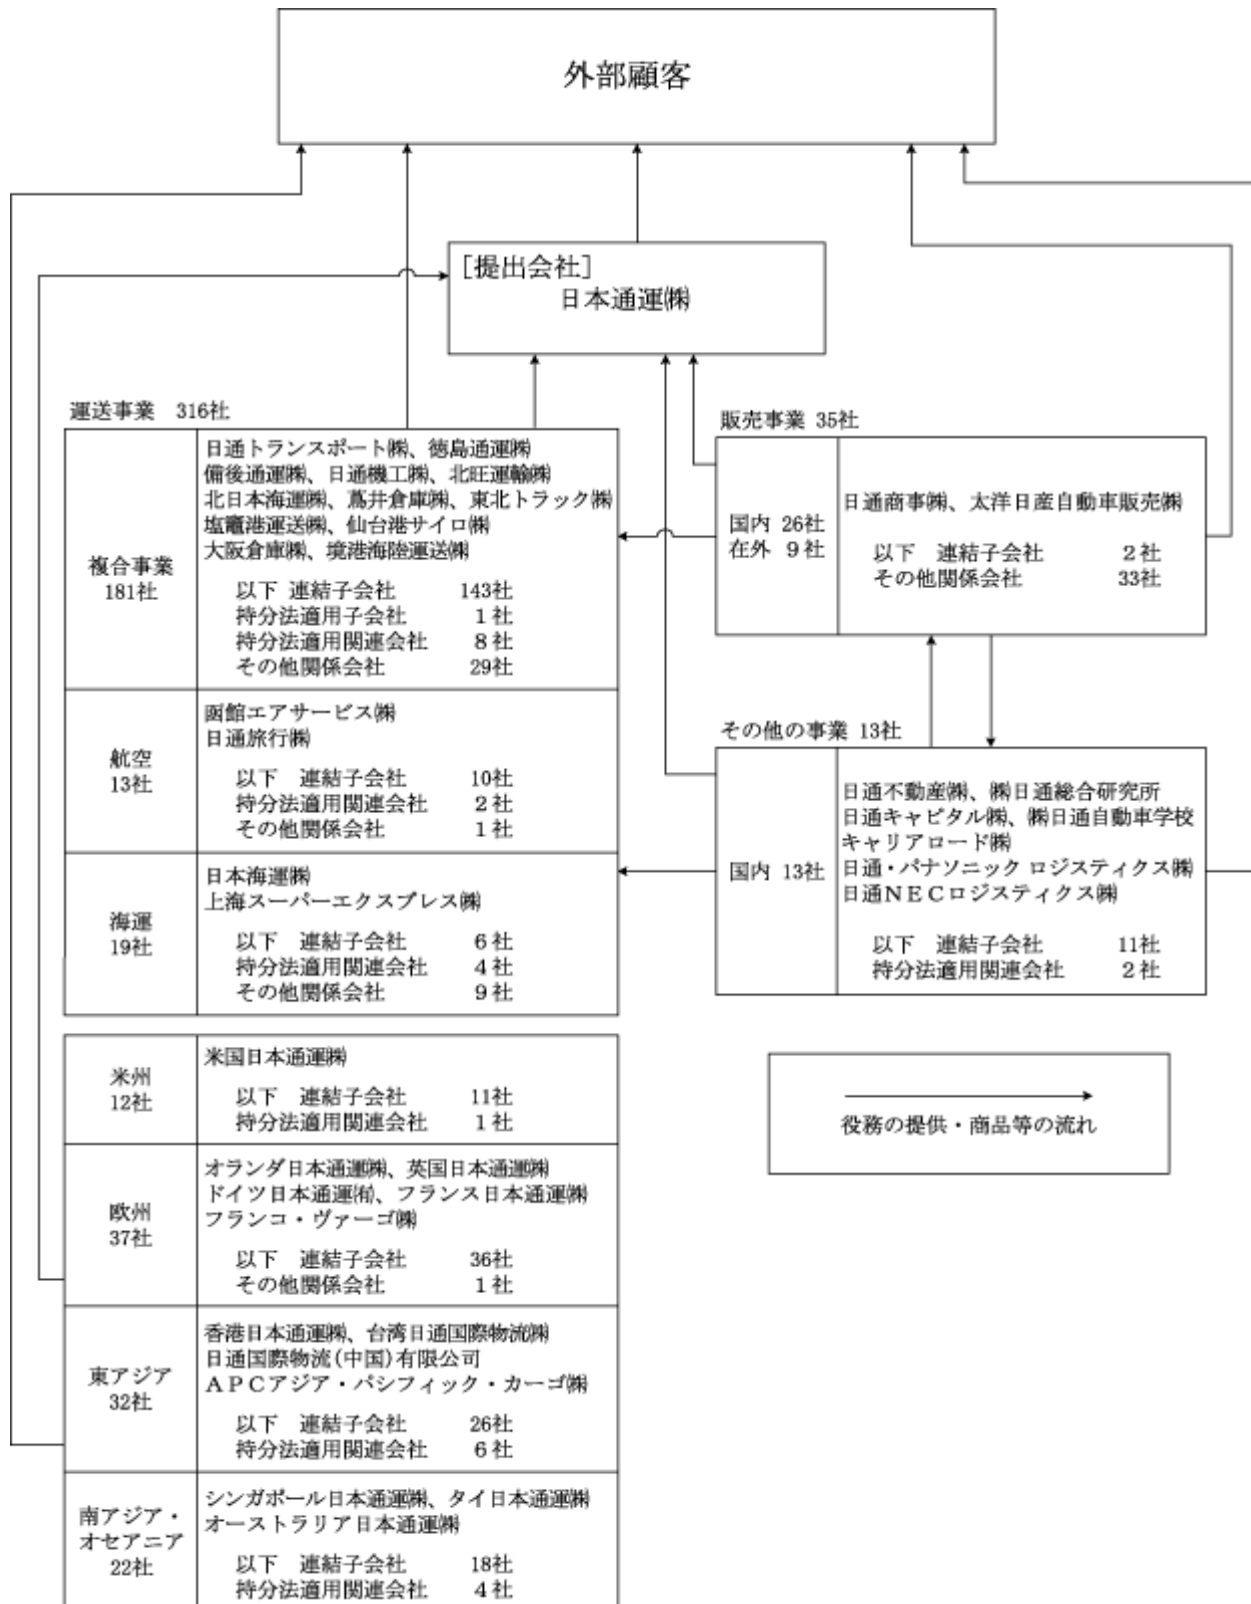 外部顧客
[提出会社]
日本通運㈱
運送事業 316社
複合事業
181社
日通トランスポート㈱、徳島通運㈱
備後通運㈱、日通機工㈱、北旺運輸㈱
北日本海運㈱、蔦井倉庫㈱、東北トラック㈱
塩竈港運送㈱、仙台港サイロ㈱
大阪倉庫㈱、境港海陸運送㈱
以下 連結子会社 143社
持分法適用子会社 1社
持分法適用関連会社 8社
その他関係会社 29社
航空
13社
函館エアサービス㈱
日通旅行㈱
以下 連結子会社 10社
持分法適用関連会社 2社
その他関係会社 1社
海運
19社
日本海運㈱
上海スーパーエクスプレス㈱
以下 連結子会社 6社
持分法適用関連会社 4社
その他関係会社 9社
米州
12社
米国日本通運㈱
以下 連結子会社 11社
持分法適用関連会社 1社
欧州
37社
オランダ日本通運㈱、英国日本通運㈱
ドイツ日本通運㈲、フランス日本通運㈱
フランコ・ヴァーゴ㈱
以下 連結子会社 36社
その他関係会社 1社
東アジア
32社
香港日本通運㈱、台湾日通国際物流㈱
日通国際物流(中国)有限公司
APCアジア・パシフィック・カーゴ㈱
以下 連結子会社 26社
持分法適用関連会社 6社
南アジア・
オセアニア
22社
シンガポール日本通運㈱、タイ日本通運㈱
オーストラリア日本通運㈱
以下 連結子会社 18社
持分法適用関連会社 4社
販売事業 35社
国内 26社
在外 9社
日通商事㈱、太洋日産自動車販売㈱
以下 連結子会社 2社
その他関係会社 33社
その他の事業 13社
国内 13社
日通不動産㈱、㈱日通総合研究所
日通キャピタル㈱、㈱日通自動車学校
キャリアロード㈱
日通・パナソニック ロジスティクス㈱
日通NECロジスティクス㈱
以下 連結子会社 11社
持分法適用関連会社 2社
役務の提供・商品等の流れ